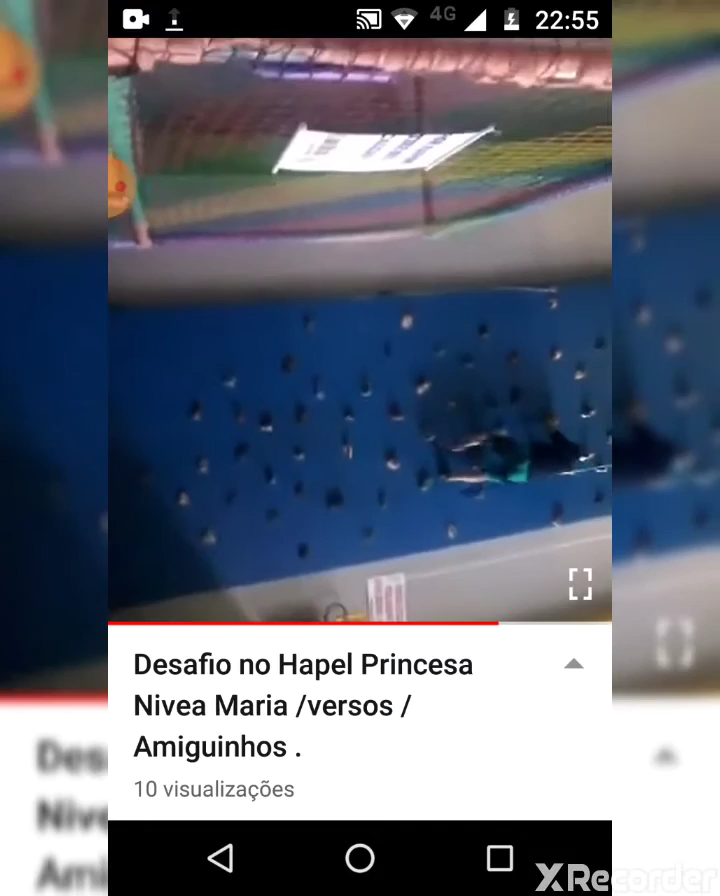 4G 22:55
Desafio no Hapel Princesa
Nivea Maria /versos /
Amiguinhos .
10 visualizações
XRecorder